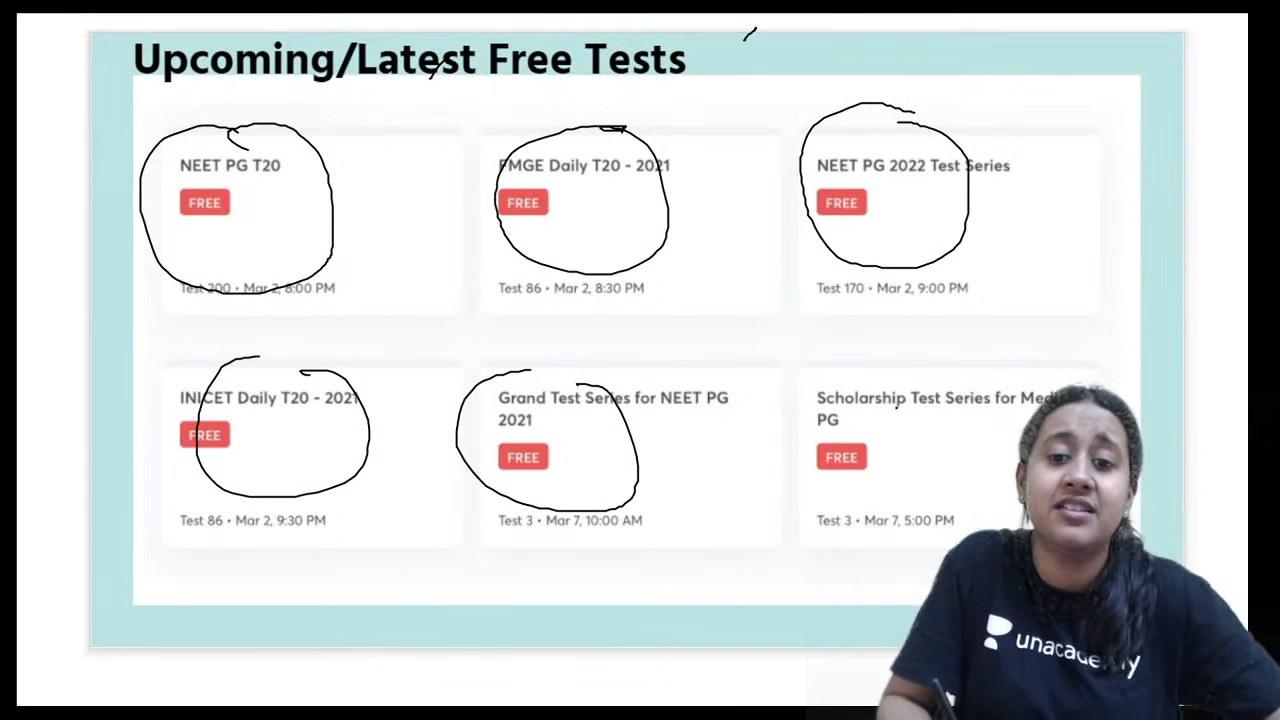 Upcoming/Latest Free Tests
NEET PG T20
FREE
Test 200 • Mar 2, 8:00 PM
FMGE Daily T20 - 2021
FREE
Test 86 • Mar 2, 8:30 PM
NEET PG 2022 Test Series
FREE
Test 170 • Mar 2, 9:00 PM
INICET Daily T20 - 2021
FREE
Test 86 • Mar 2, 9:30 PM
Grand Test Series for NEET PG
2021
FREE
Test 3 • Mar 7, 10:00 AM
Scholarship Test Series for
PG
FREE
Test 3 • Mar 7, 5:00 PM
unacademy